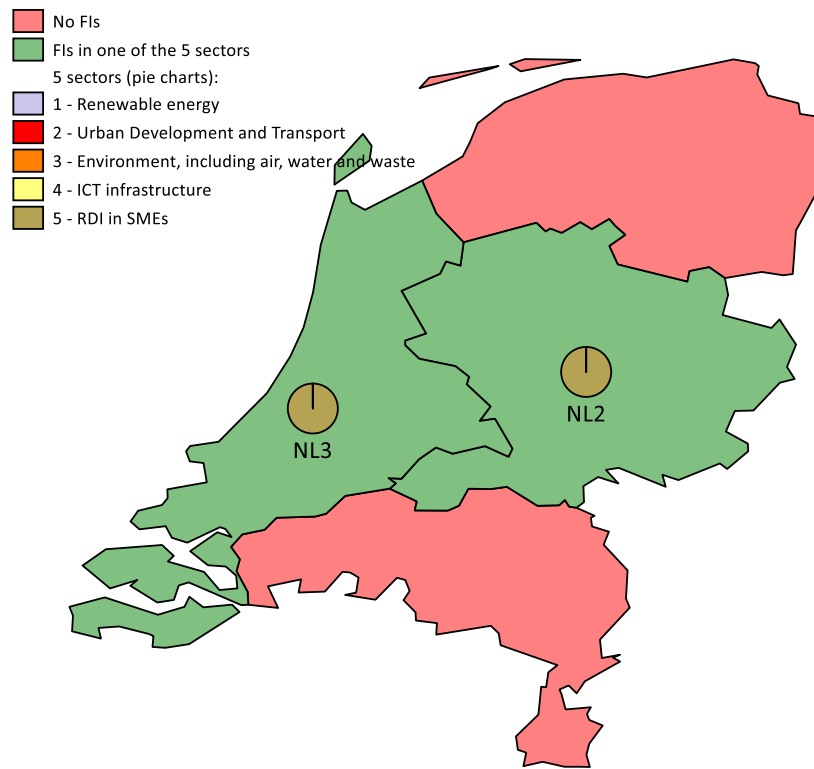 No FIs
FIs in one of the 5 sectors
5 sectors (pie charts):
1 - Renewable energy
2 - Urban Development and Transport
3 - Environment, including air, water and waste
4 - ICT infrastructure
5 - RDI in SMEs
NL2
NL3